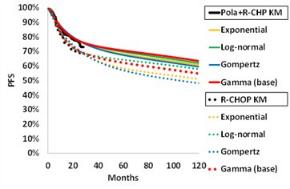 100%
90%
80%
70%
60%
50%
40%
30%
20%
10%
0%
PFS
0 20 40 60 80 100 120
Months
Pola+R-CHP KM
Exponential
Log-normal
Gompertz
Gamma (base)
R-CHOP KM
Exponential
Log-normal
Gompertz
Gamma (base)